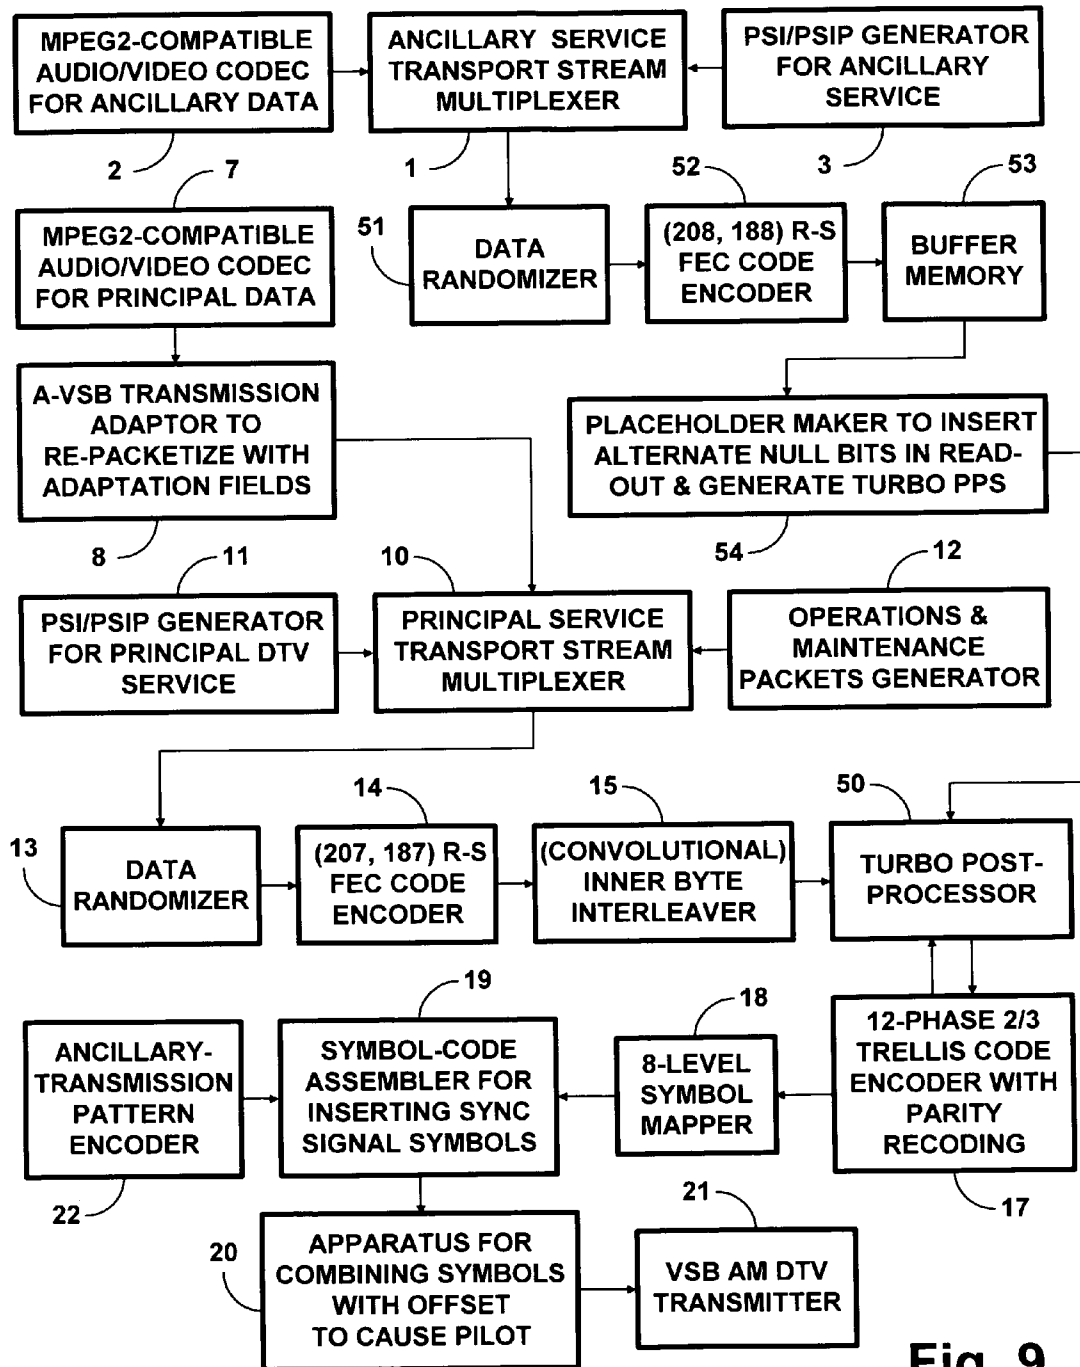 MPEG2-COMPATIBLE
AUDIO/VIDEO CODEC
FOR ANCILLARY DATA
ANCILLARY SERVICE
TRANSPORT STREAM
MULTIPLEXER
PSI/PSIP GENERATOR
FOR ANCILLARY
SERVICE
2
7
1
52
3
53
MPEG2-COMPATIBLE
AUDIO/VIDEO CODEC
FOR PRINCIPAL DATA
51
DATA
RANDOMIZER
(208, 188) R-S
FEC CODE
ENCODER
BUFFER
MEMORY
A-VSB TRANSMISSION
ADAPTOR TO
RE-PACKETIZE WITH
ADAPTATION FIELDS
PLACEHOLDER MAKER TO INSERT
ALTERNATE NULL BITS IN READ-
OUT & GENERATE TURBO PPS
8
11
10
54
12
PSI/PSIP GENERATOR
FOR PRINCIPAL DTV
SERVICE
PRINCIPAL SERVICE
TRANSPORT STREAM
MULTIPLEXER
OPERATIONS &
MAINTENANCE
PACKETS GENERATOR
14
15
50
13
DATA
RANDOMIZER
(207, 187) R-S
FEC CODE
ENCODER
(CONVOLUTIONAL)
INNER BYTE
INTERLEAVER
TURBO POST-
PROCESSOR
19
18
ANCILLARY-
TRANSMISSION
PATTERN
ENCODER
SYMBOL-CODE
ASSEMBLER FOR
INSERTING SYNC
SIGNAL SYMBOLS
8-LEVEL
SYMBOL
MAPPER
12-PHASE 2/3
TRELLIS CODE
ENCODER WITH
PARITY
RECODING
22
21
17
20
APPARATUS FOR
COMBINING SYMBOLS
WITH OFFSET
TO CAUSE PILOT
VSB AM DTV
TRANSMITTER
Fig. 9